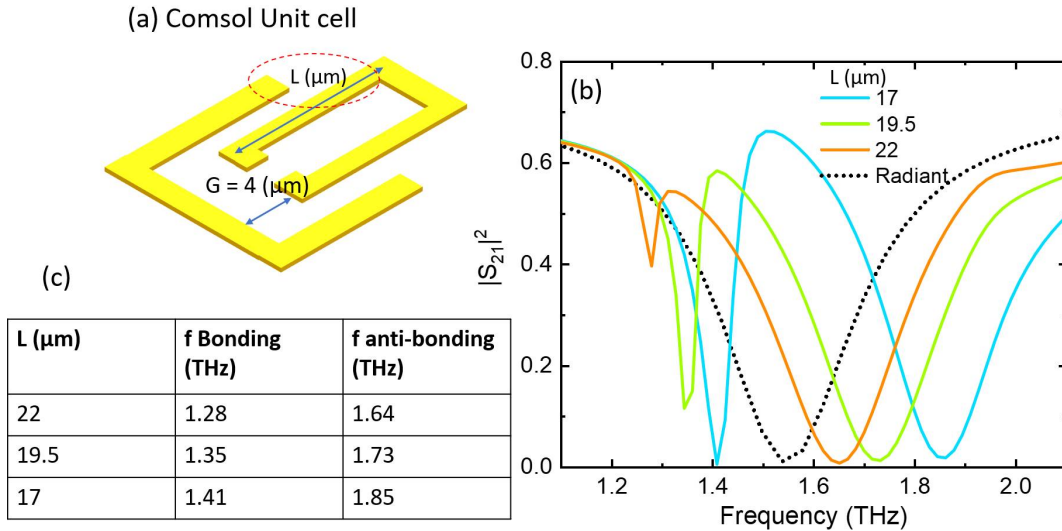 (a) Comsol Unit cell
L (μm)
G = 4 (μm)
(b)
L (μm)
17
19.5
22
Radiant
0.8
0.6
0.4
0.2
0.0
|S21|2
1.2 1.4 1.6 1.8 2.0
Frequency (THz)
(c)
L (μm) f Bonding (THz) f anti-bonding (THz)
22 1.28 1.64
19.5 1.35 1.73
17 1.41 1.85